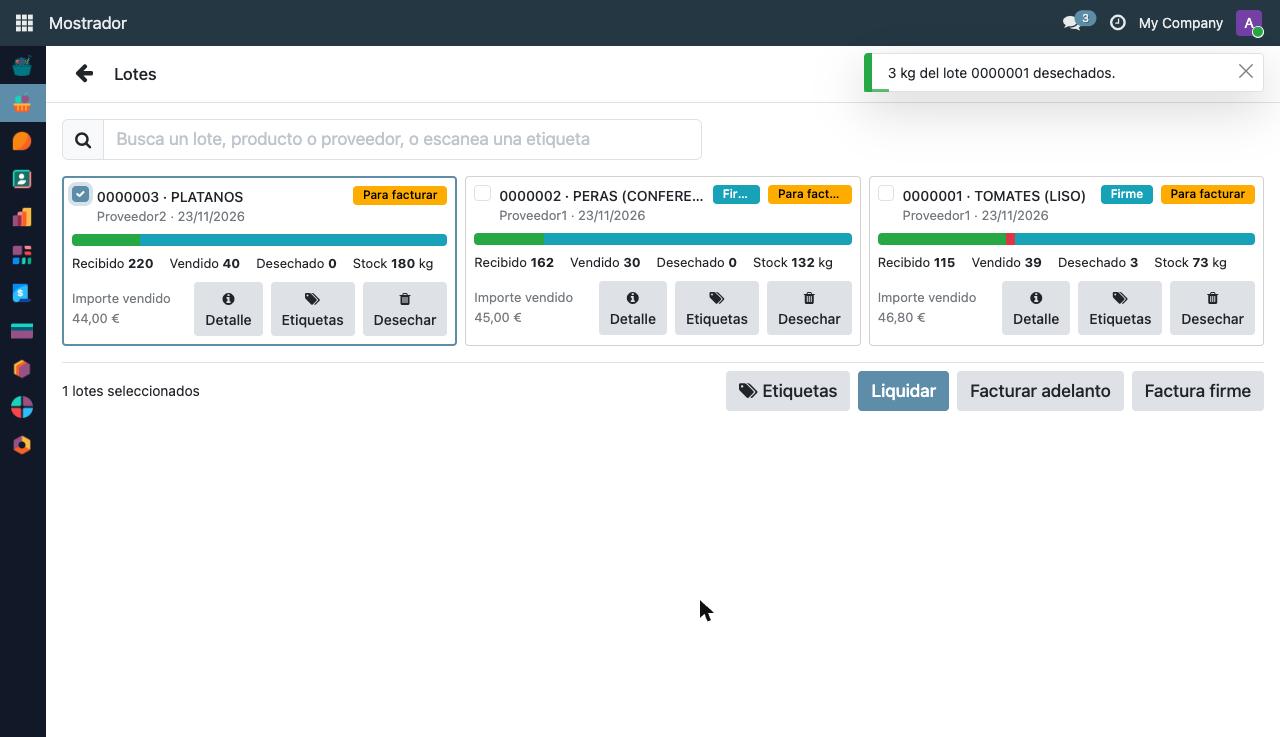 Mostrador
3
My Company
A
Lotes
3 kg del lote 0000001 desechados.
Busca un lote, producto o proveedor, o escanea una etiqueta
0000003 · PLATANOS
Para facturar
Proveedor2 · 23/11/2026
Recibido 220 Vendido 40 Desechado 0 Stock 180 kg
Importe vendido
44,00 €
Detalle
Etiquetas
Desechar
0000002 · PERAS (CONFERE...
Fir...
Para fact...
Proveedor1 · 23/11/2026
Recibido 162 Vendido 30 Desechado 0 Stock 132 kg
Importe vendido
45,00 €
Detalle
Etiquetas
Desechar
0000001 · TOMATES (LISO)
Firme
Para facturar
Proveedor1 · 23/11/2026
Recibido 115 Vendido 39 Desechado 3 Stock 73 kg
Importe vendido
46,80 €
Detalle
Etiquetas
Desechar
1 lotes seleccionados
Etiquetas
Liquidar
Facturar adelanto
Factura firme